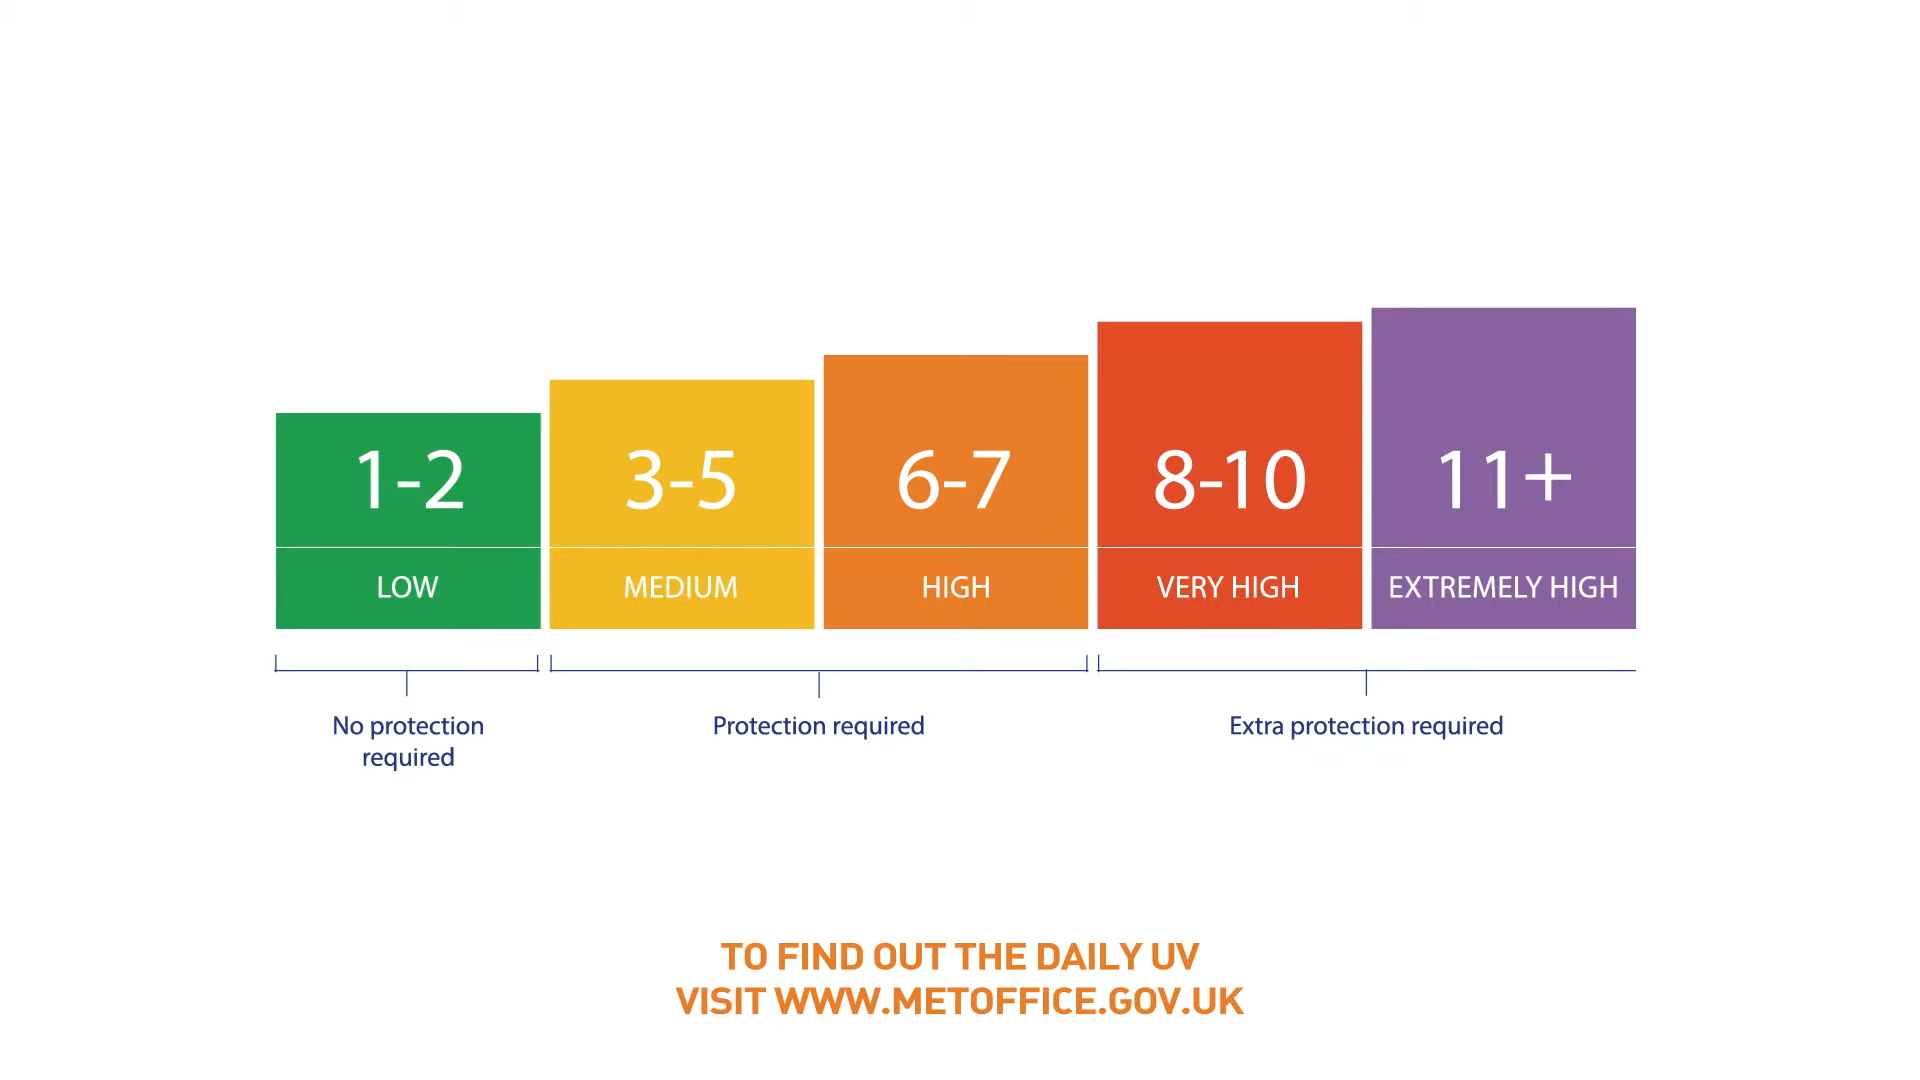 1-2
3-5
6-7
8-10
11+
LOW
MEDIUM
HIGH
VERY HIGH
EXTREMELY HIGH
No protection
required
Protection required
Extra protection required
TO FIND OUT THE DAILY UV
VISIT WWW.METOFFICE.GOV.UK